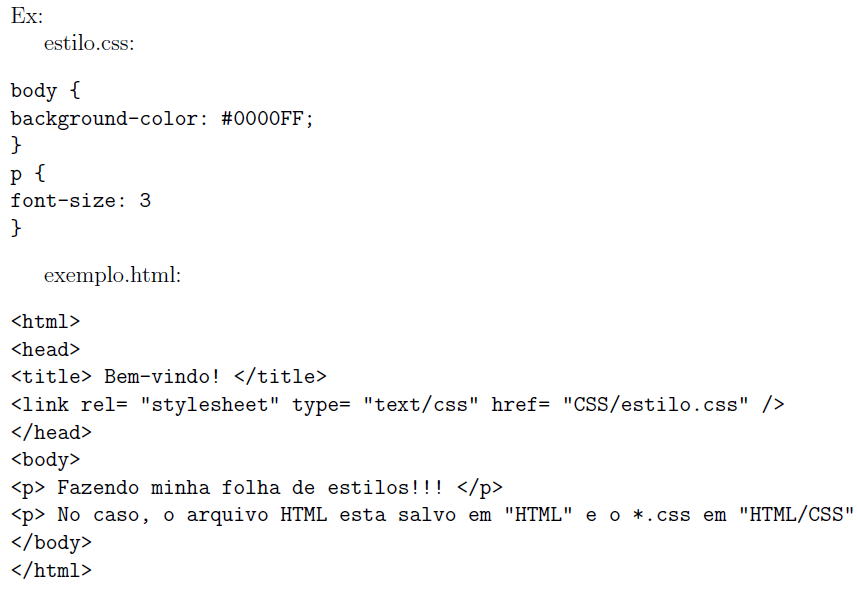 Ex:
estilo.css:
body {
background-color: #0000FF;
}
p {
font-size: 3
}
exemplo.html:
<html>
<head>
<title> Bem-vindo! </title>
<link rel= "stylesheet" type= "text/css" href= "CSS/estilo.css" />
</head>
<body>
<p> Fazendo minha folha de estilos!!! </p>
<p> No caso, o arquivo HTML esta salvo em "HTML" e o *.css em "HTML/CSS"
</body>
</html>